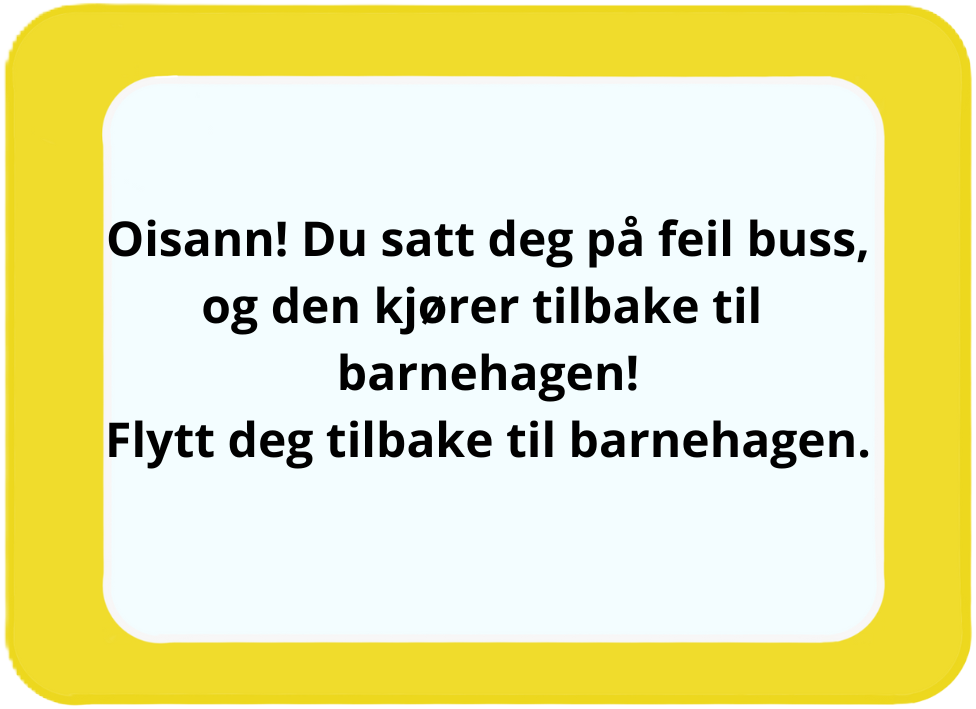 Oisann! Du satt deg på feil buss,
og den kjører tilbake til
barnehagen!
Flytt deg tilbake til barnehagen.